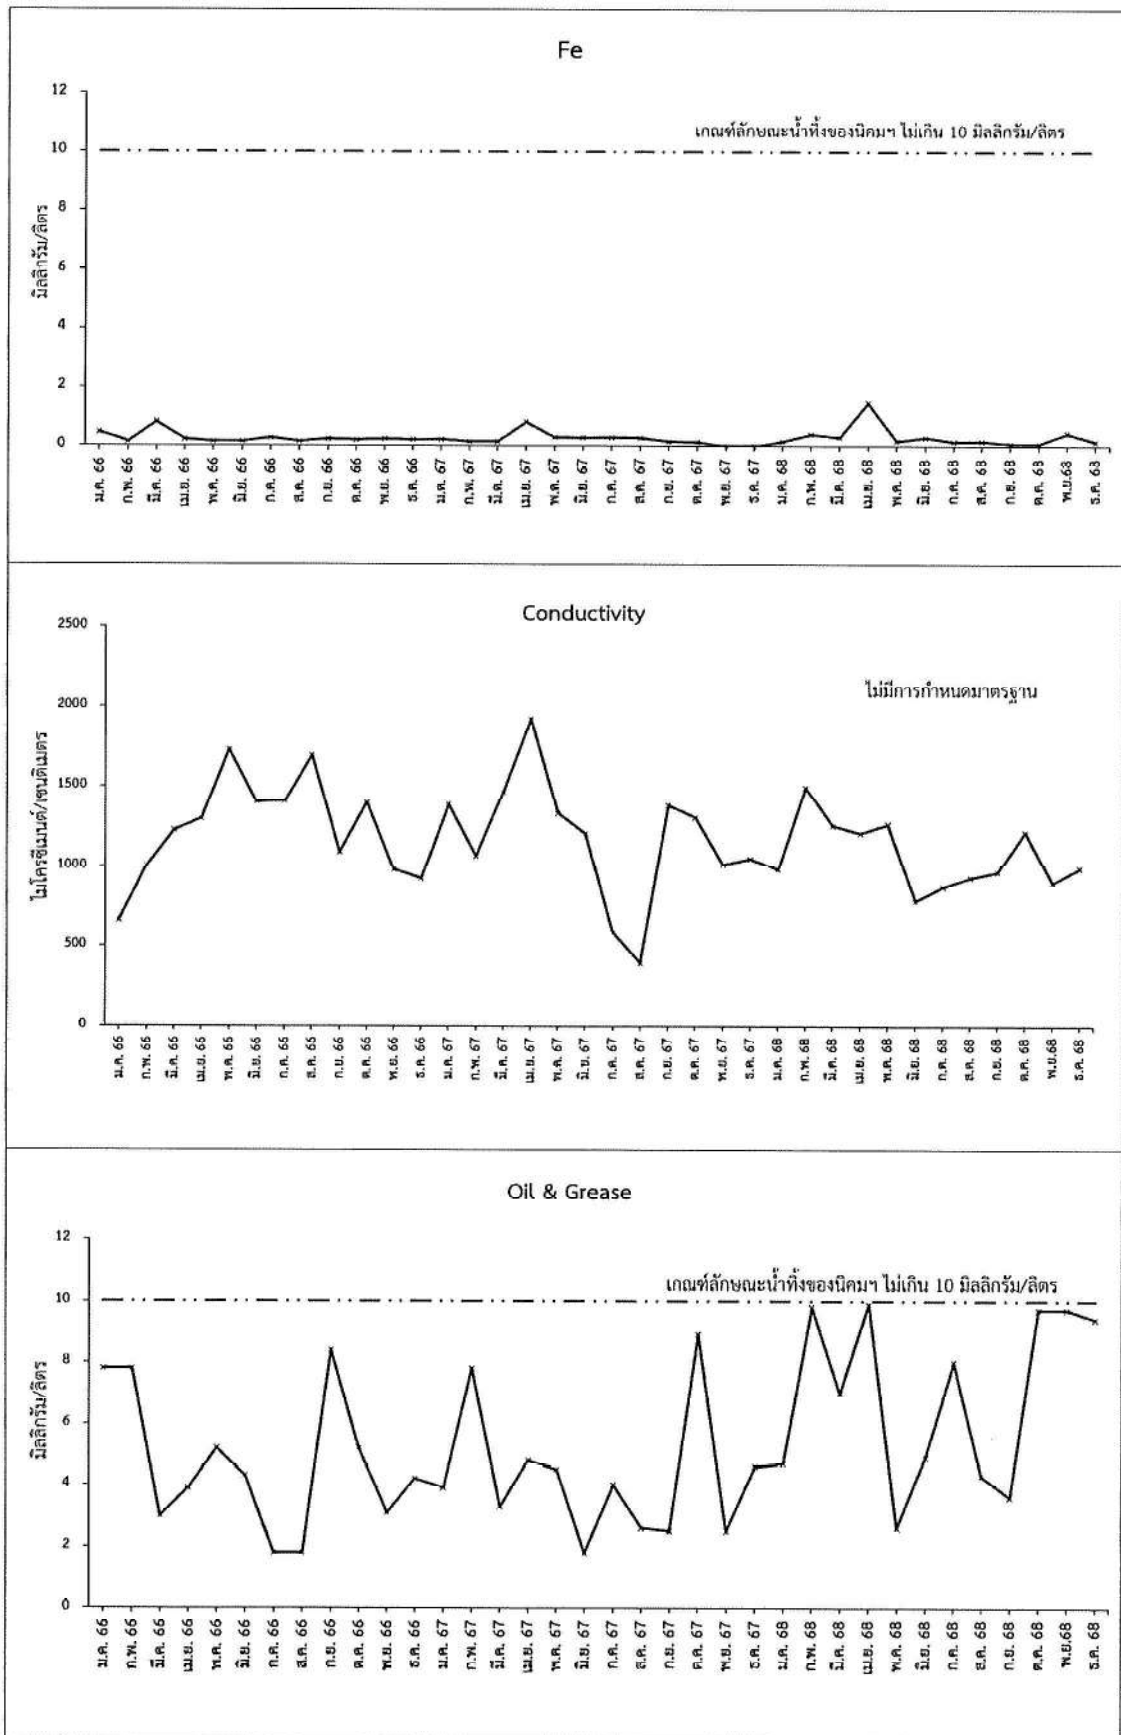 Fe
12
10
8
6
4
2
0
มิลลิกรัม/ลิตร
เกณฑ์ลักษณะน้ำทิ้งของนิคมฯ ไม่เกิน 10 มิลลิกรัม/ลิตร
ม.ค. 66
ก.พ. 66
มี.ค. 66
เม.ย. 66
พ.ค. 66
มิ.ย. 66
ก.ค. 66
ส.ค. 66
ก.ย. 66
ต.ค. 66
พ.ย. 66
ธ.ค. 66
ม.ค. 67
ก.พ. 67
มี.ค. 67
เม.ย. 67
พ.ค. 67
มิ.ย. 67
ก.ค. 67
ส.ค. 67
ก.ย. 67
ต.ค. 67
พ.ย. 67
ธ.ค. 67
ม.ค. 68
ก.พ. 68
มี.ค. 68
เม.ย. 68
พ.ค. 68
มิ.ย. 68
ก.ค. 68
ส.ค. 68
ก.ย. 68
ต.ค. 68
พ.ย.68
ธ.ค. 68
Conductivity
2500
2000
1500
1000
500
0
ไมโครซีเมนต์/เซนติเมตร
ไม่มีการกำหนดมาตรฐาน
ม.ค. 66
ก.พ. 66
มี.ค. 66
เม.ย. 66
พ.ค. 66
มิ.ย. 66
ก.ค. 66
ส.ค. 66
ก.ย. 66
ต.ค. 66
พ.ย. 66
ธ.ค. 66
ม.ค. 67
ก.พ. 67
มี.ค. 67
เม.ย. 67
พ.ค. 67
มิ.ย. 67
ก.ค. 67
ส.ค. 67
ก.ย. 67
ต.ค. 67
พ.ย. 67
ธ.ค. 67
ม.ค. 68
ก.พ. 68
มี.ค. 68
เม.ย. 68
พ.ค. 68
มิ.ย. 68
ก.ค. 68
ส.ค. 68
ก.ย. 68
ต.ค. 68
พ.ย.68
ธ.ค. 68
Oil & Grease
12
10
8
6
4
2
0
มิลลิกรัม/ลิตร
เกณฑ์ลักษณะน้ำทิ้งของนิคมฯ ไม่เกิน 10 มิลลิกรัม/ลิตร
ม.ค. 66
ก.พ. 66
มี.ค. 66
เม.ย. 66
พ.ค. 66
มิ.ย. 66
ก.ค. 66
ส.ค. 66
ก.ย. 66
ต.ค. 66
พ.ย. 66
ธ.ค. 66
ม.ค. 67
ก.พ. 67
มี.ค. 67
เม.ย. 67
พ.ค. 67
มิ.ย. 67
ก.ค. 67
ส.ค. 67
ก.ย. 67
ต.ค. 67
พ.ย. 67
ธ.ค. 67
ม.ค. 68
ก.พ. 68
มี.ค. 68
เม.ย. 68
พ.ค. 68
มิ.ย. 68
ก.ค. 68
ส.ค. 68
ก.ย. 68
ต.ค. 68
พ.ย.68
ธ.ค. 68